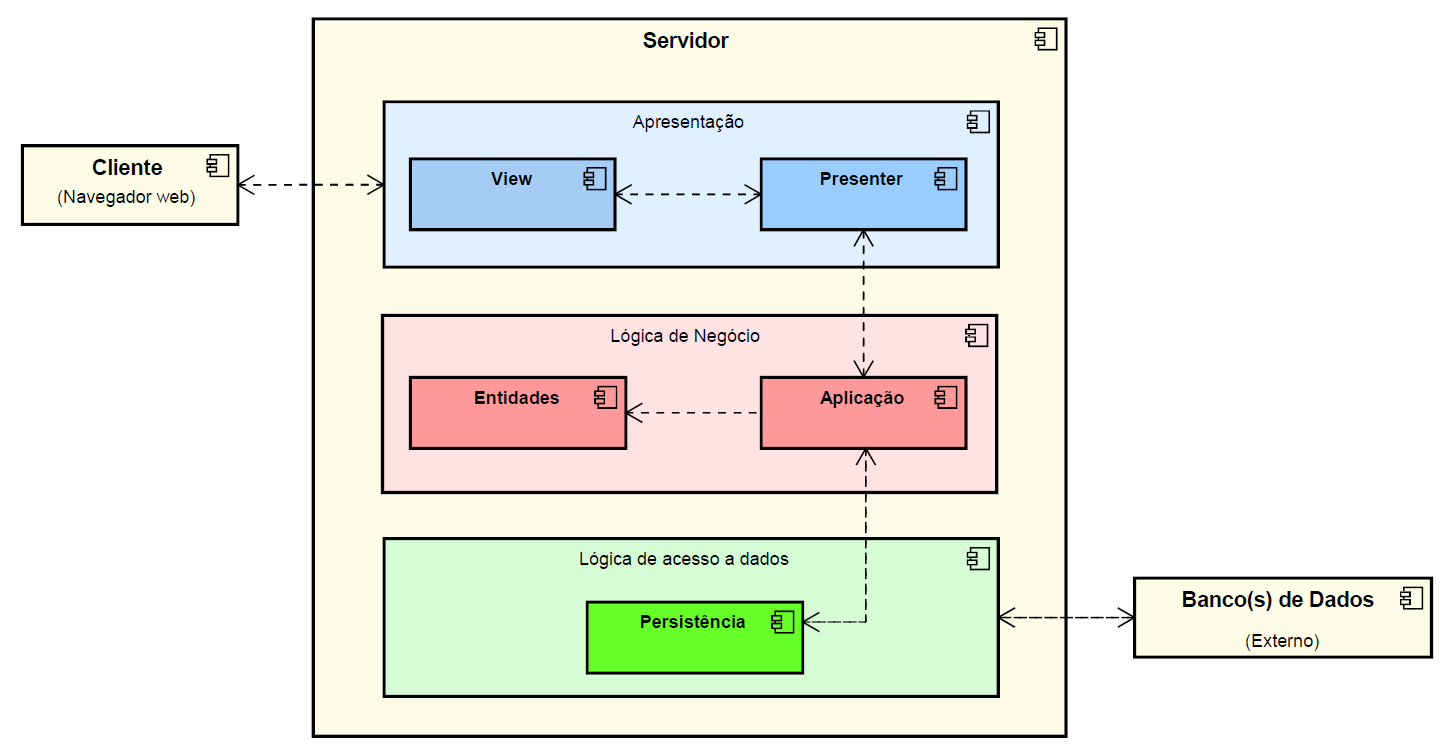 Servidor
Apresentação
Cliente
(Navegador web)
View
Presenter
Lógica de Negócio
Entidades
Aplicação
Lógica de acesso a dados
Persistência
Banco(s) de Dados
(Externo)